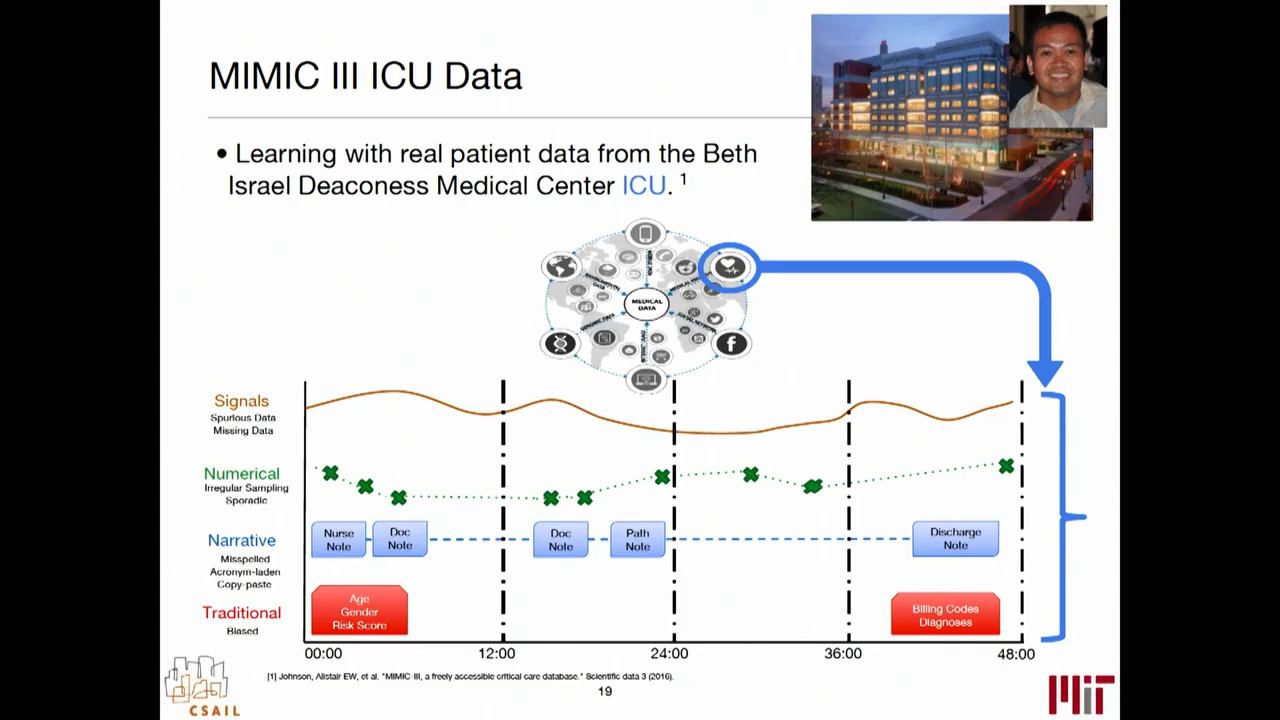 MIMIC III ICU Data
• Learning with real patient data from the Beth
Israel Deaconess Medical Center ICU. 1
MEDICAL
DATA
Signals
Spurious Data
Missing Data
Numerical
Irregular Sampling
Sporadic
Narrative
Misspelled
Acronym-laden
Copy-paste
Traditional
Biased
Nurse
Note
Doc
Note
Doc
Note
Path
Note
Discharge
Note
Age
Gender
Risk Score
Billing Codes
Diagnoses
00:00
12:00
24:00
36:00
48:00
[1] Johnson, Alistair EW, et al. "MIMIC-III, a freely accessible critical care database." Scientific data 3 (2016).
19
CSAIL
MIT